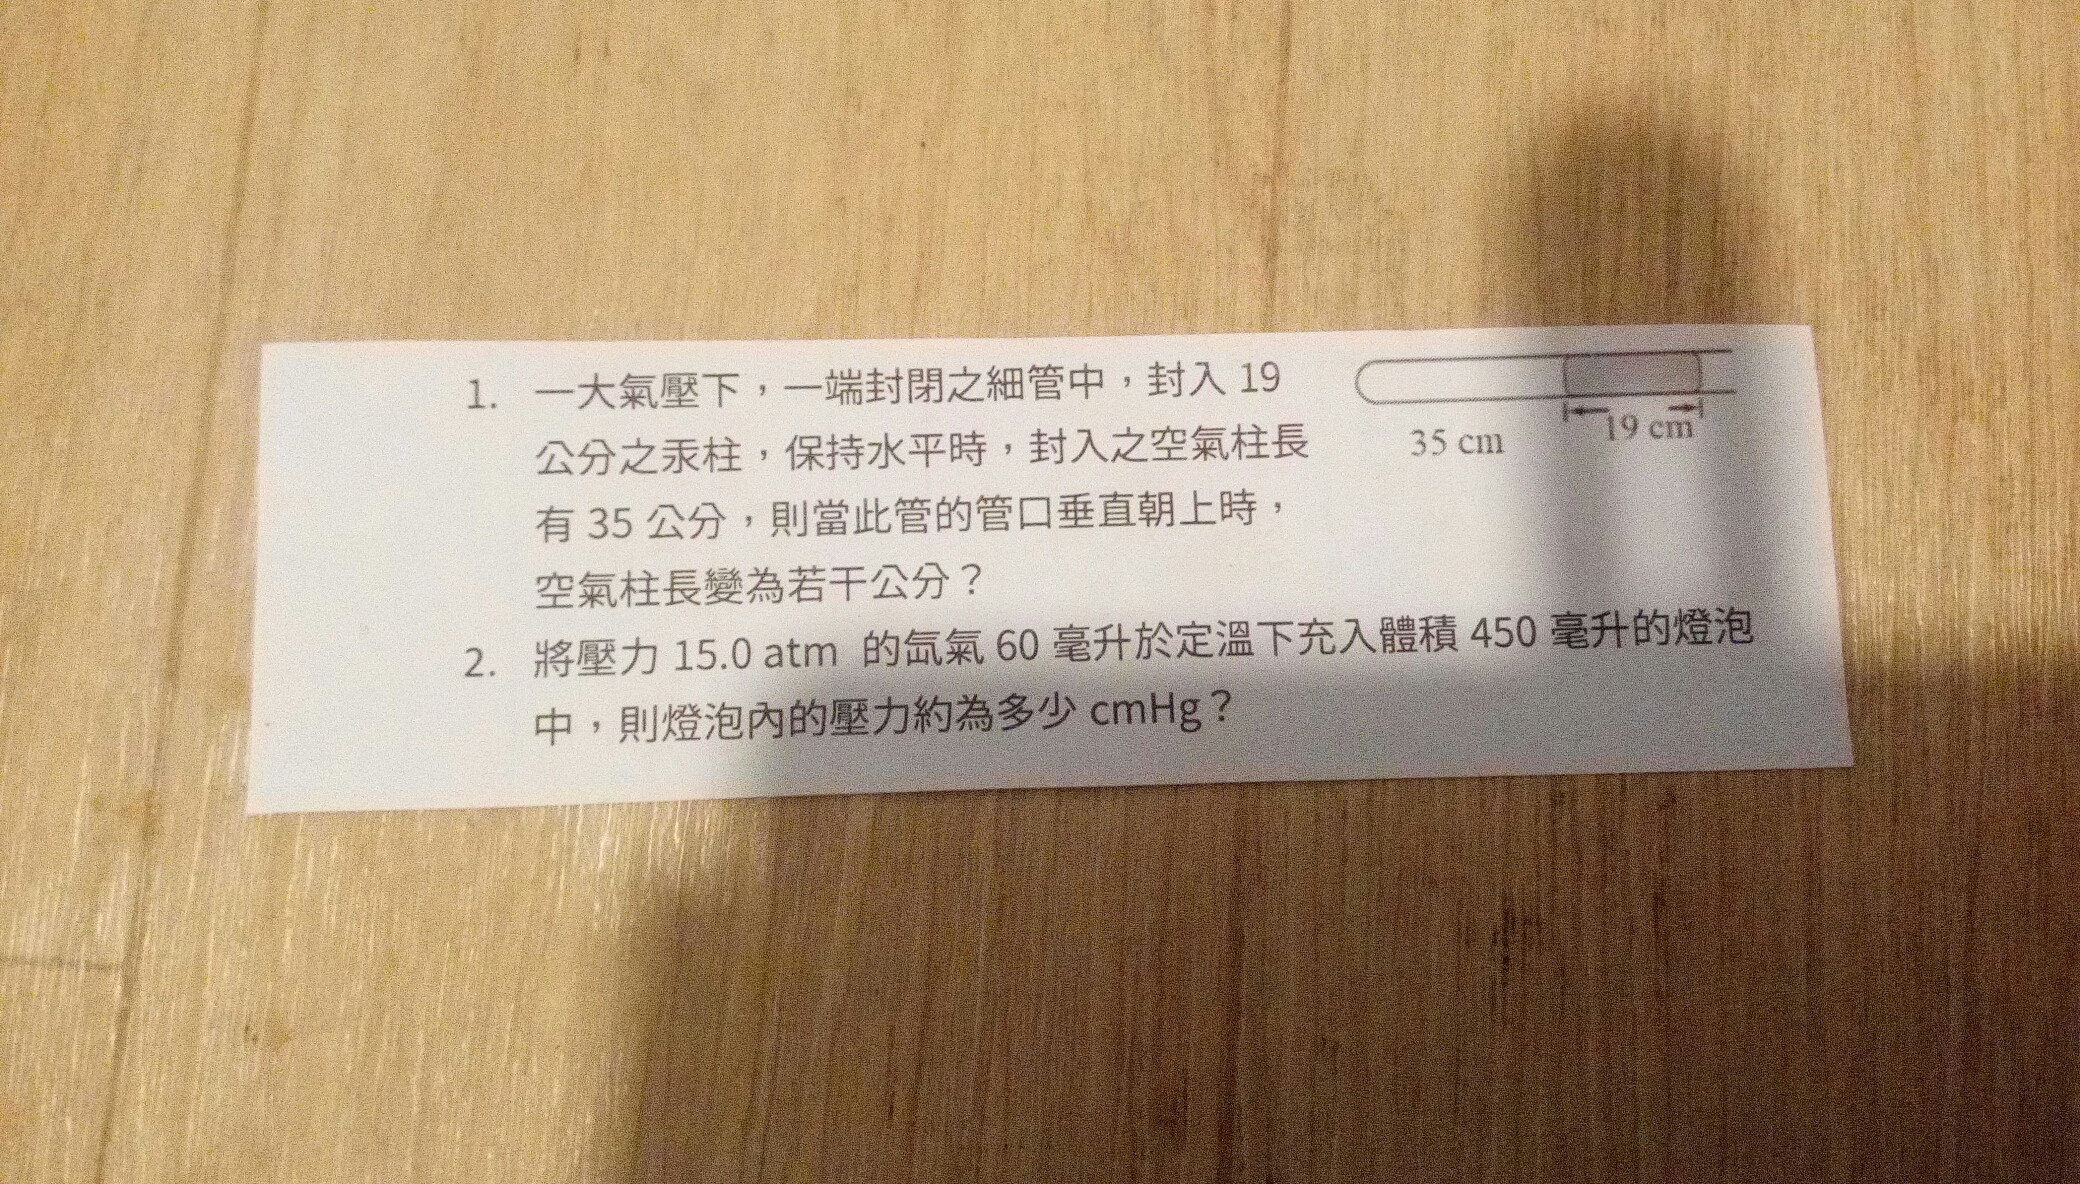 1. 一大氣壓下，一端封閉之細管中，封入 19
公分之汞柱，保持水平時，封入之空氣柱長
有 35 公分，則當此管的管口垂直朝上時，
空氣柱長變為若干公分？
35 cm
19 cm
2. 將壓力 15.0 atm 的氙氣 60 毫升於定溫下充入體積 450 毫升的燈泡
中，則燈泡內的壓力約為多少 cmHg？